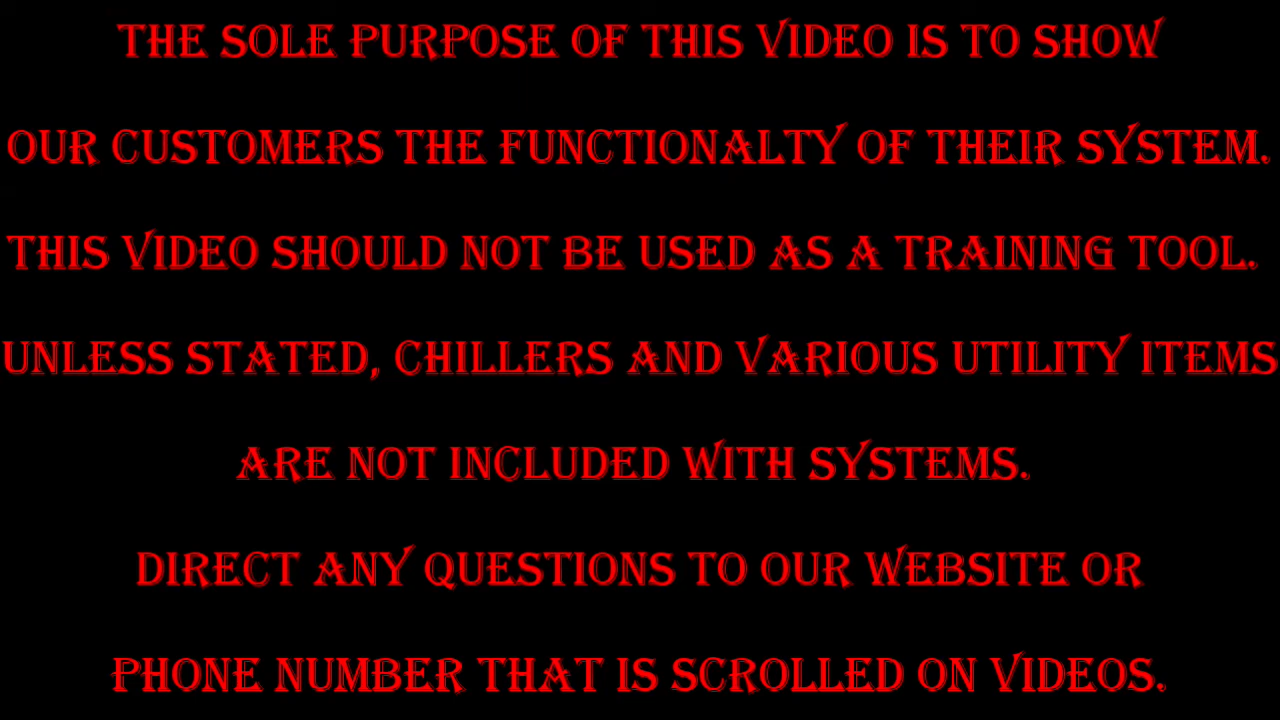 THE SOLE PURPOSE OF THIS VIDEO IS TO SHOW
OUR CUSTOMERS THE FUNCTIONALTY OF THEIR SYSTEM.
THIS VIDEO SHOULD NOT BE USED AS A TRAINING TOOL.
UNLESS STATED, CHILLERS AND VARIOUS UTILITY ITEMS
ARE NOT INCLUDED WITH SYSTEMS.
DIRECT ANY QUESTIONS TO OUR WEBSITE OR
PHONE NUMBER THAT IS SCROLLED ON VIDEOS.